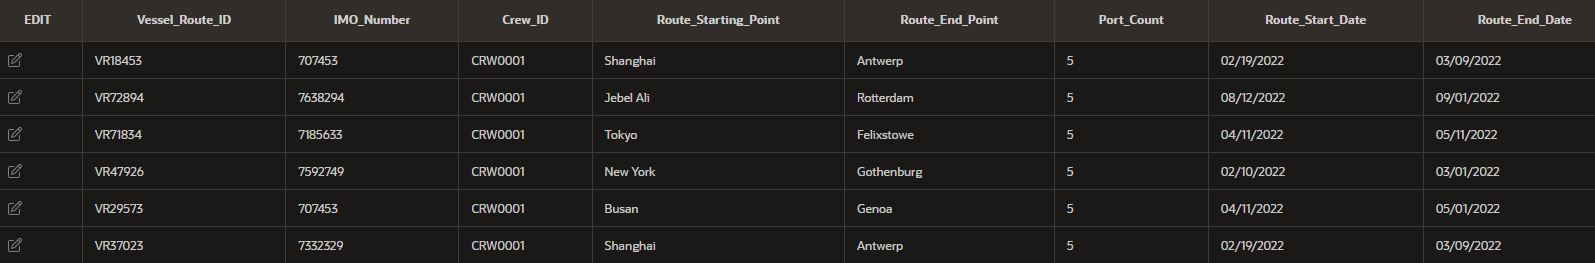 EDIT Vessel_Route_ID IMO_Number Crew_ID Route_Starting_Point Route_End_Point Port_Count Route_Start_Date Route_End_Date
VR18453 707453 CRW0001 Shanghai Antwerp 5 02/19/2022 03/09/2022
VR72894 7638294 CRW0001 Jebel Ali Rotterdam 5 08/12/2022 09/01/2022
VR71834 7185633 CRW0001 Tokyo Felixstowe 5 04/11/2022 05/11/2022
VR47926 7592749 CRW0001 New York Gothenburg 5 02/10/2022 03/01/2022
VR29573 707453 CRW0001 Busan Genoa 5 04/11/2022 05/01/2022
VR37023 7332329 CRW0001 Shanghai Antwerp 5 02/19/2022 03/09/2022